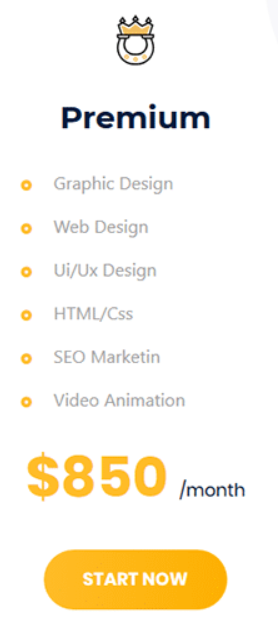 Premium
Graphic Design
Web Design
Ui/Ux Design
HTML/Css
SEO Marketin
Video Animation
$850 /month
START NOW